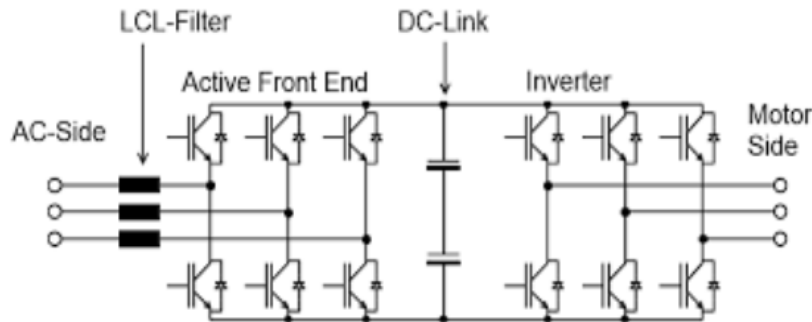 LCL-Filter
DC-Link
Active Front End
Inverter
AC-Side
Motor
Side